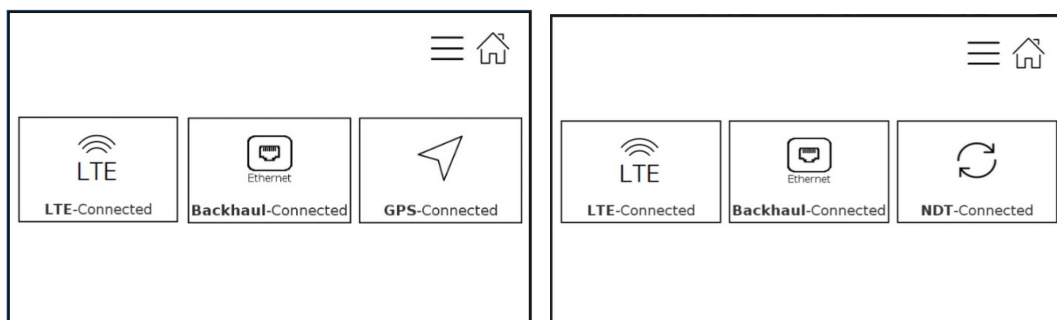 LTE
Ethernet
LTE-Connected
Backhaul-Connected
GPS-Connected
LTE
Ethernet
LTE-Connected
Backhaul-Connected
NDT-Connected